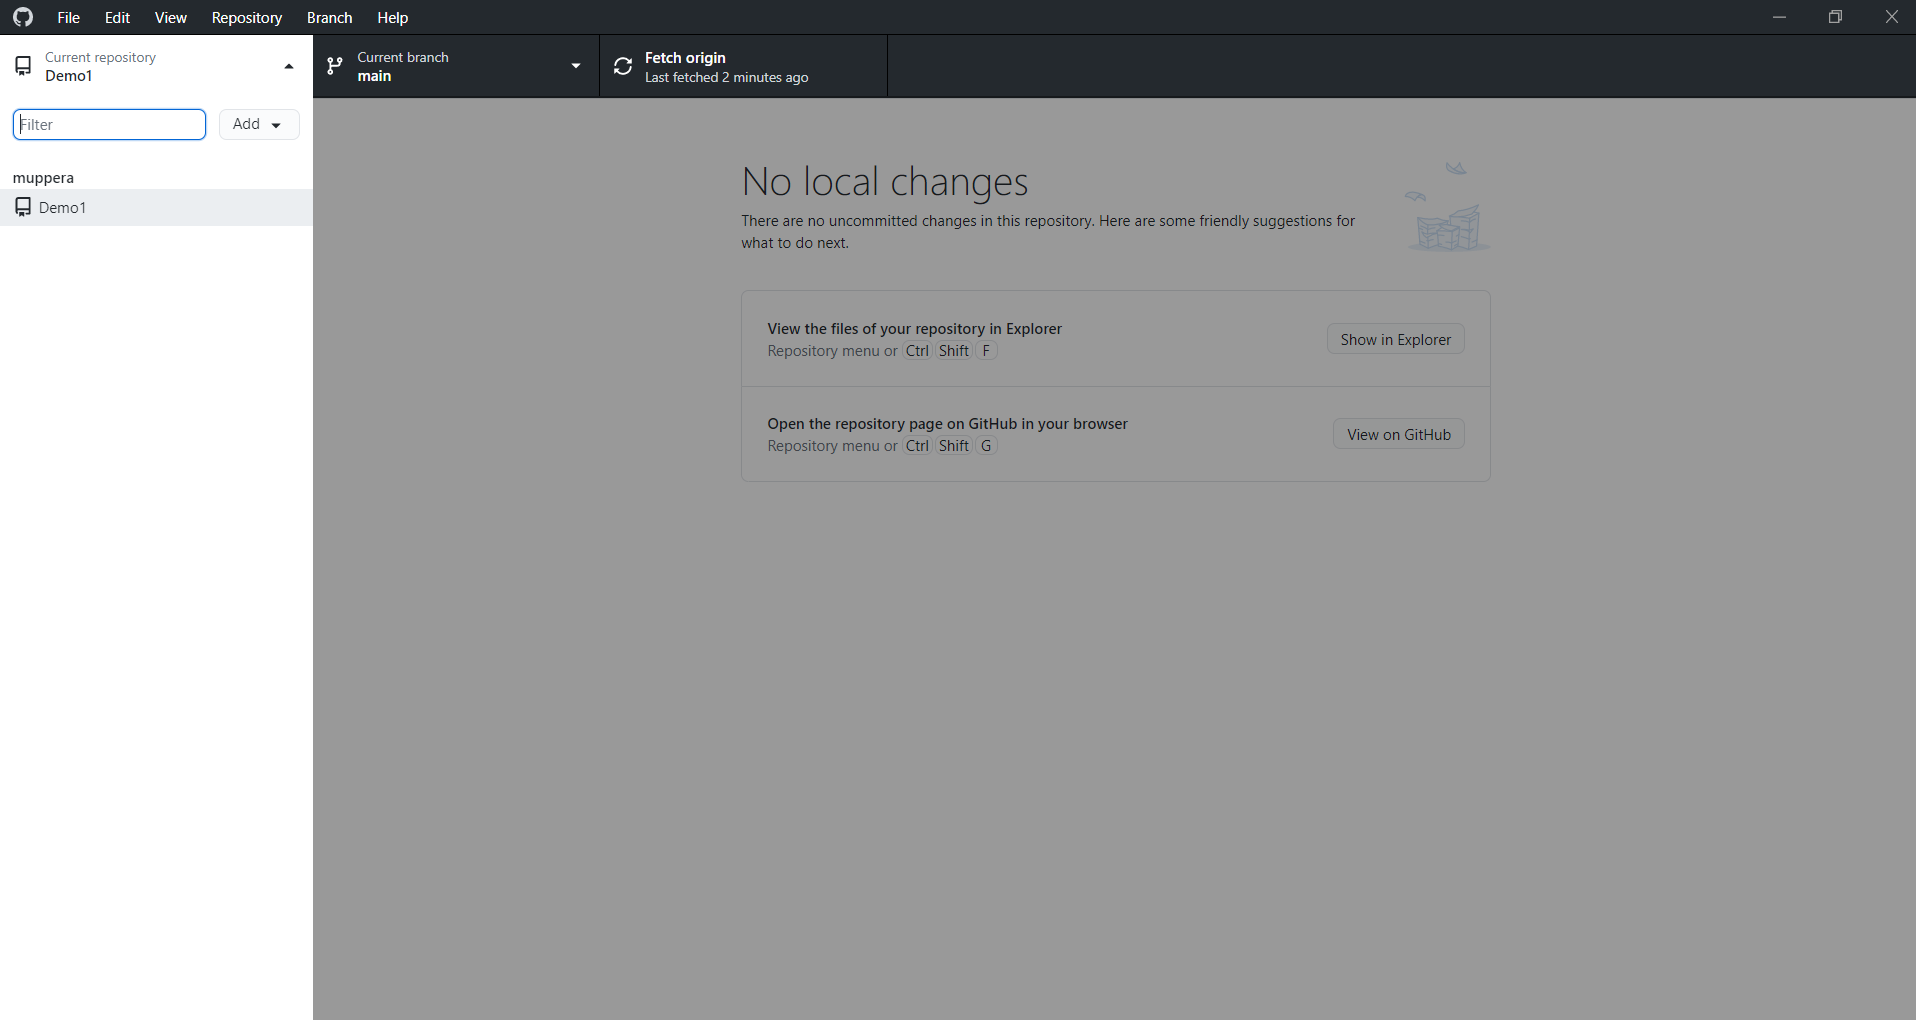 File Edit View Repository Branch Help
Current repository
Demo1
Current branch
main
Fetch origin
Last fetched 2 minutes ago
Filter
Add
muppera
Demo1
No local changes
There are no uncommitted changes in this repository. Here are some friendly suggestions for
what to do next.
View the files of your repository in Explorer
Repository menu or Ctrl Shift F
Show in Explorer
Open the repository page on GitHub in your browser
Repository menu or Ctrl Shift G
View on GitHub